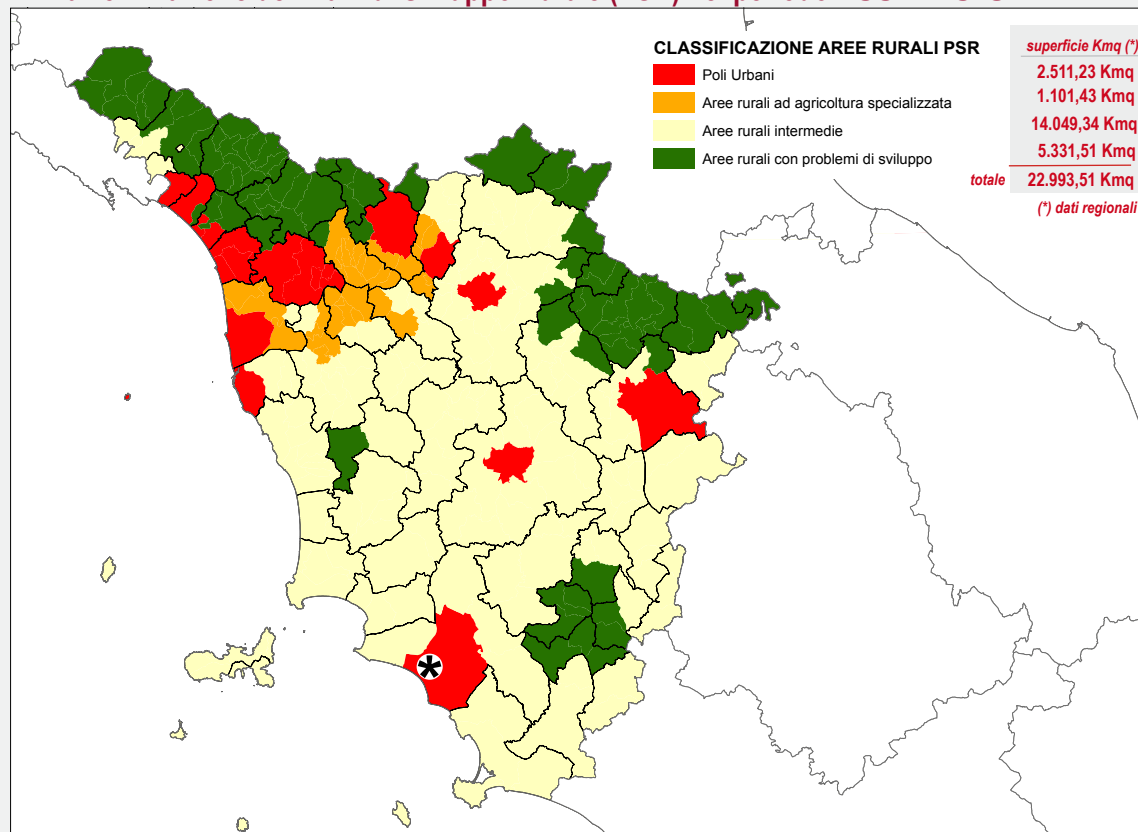 CLASSIFICAZIONE AREE RURALI PSR
superficie Kmq (*)
Poli Urbani
2.511,23 Kmq
Aree rurali ad agricoltura specializzata
1.101,43 Kmq
Aree rurali intermedie
14.049,34 Kmq
Aree rurali con problemi di sviluppo
5.331,51 Kmq
totale 22.993,51 Kmq
(*) dati regionali
*